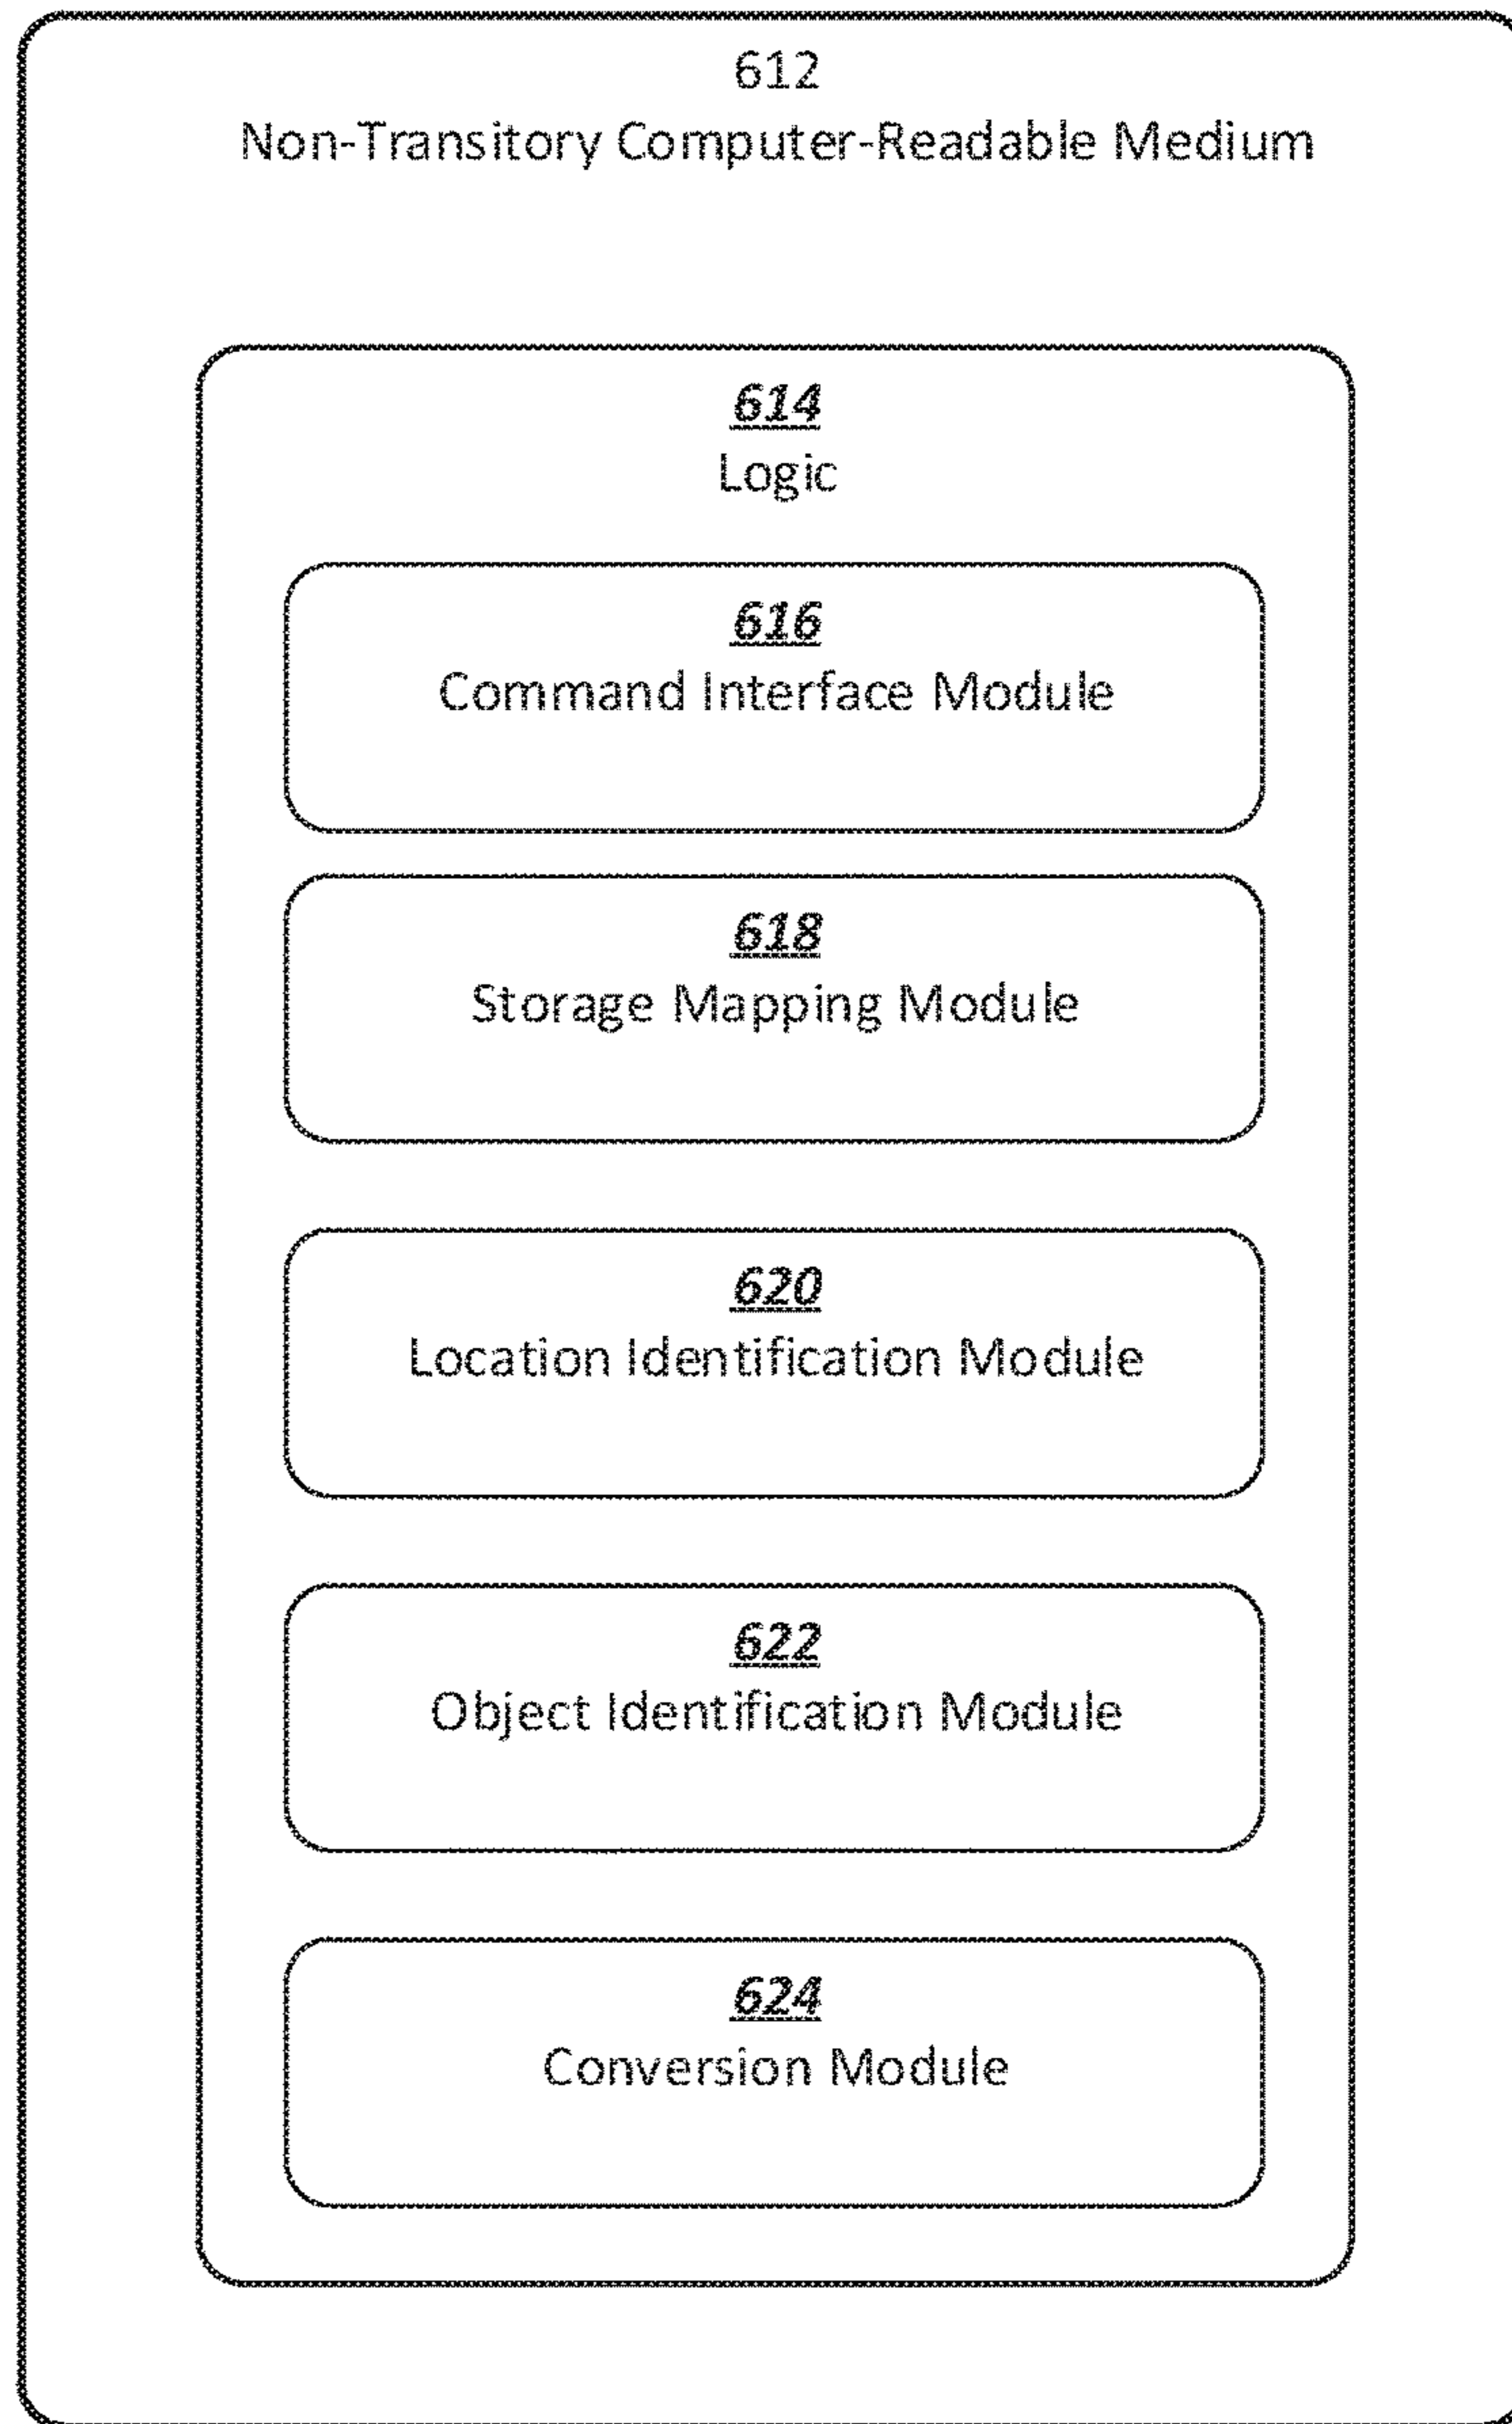 612
Non-Transitory Computer-Readable Medium
614
Logic
616
Command Interface Module
618
Storage Mapping Module
620
Location Identification Module
622
Object Identification Module
624
Conversion Module